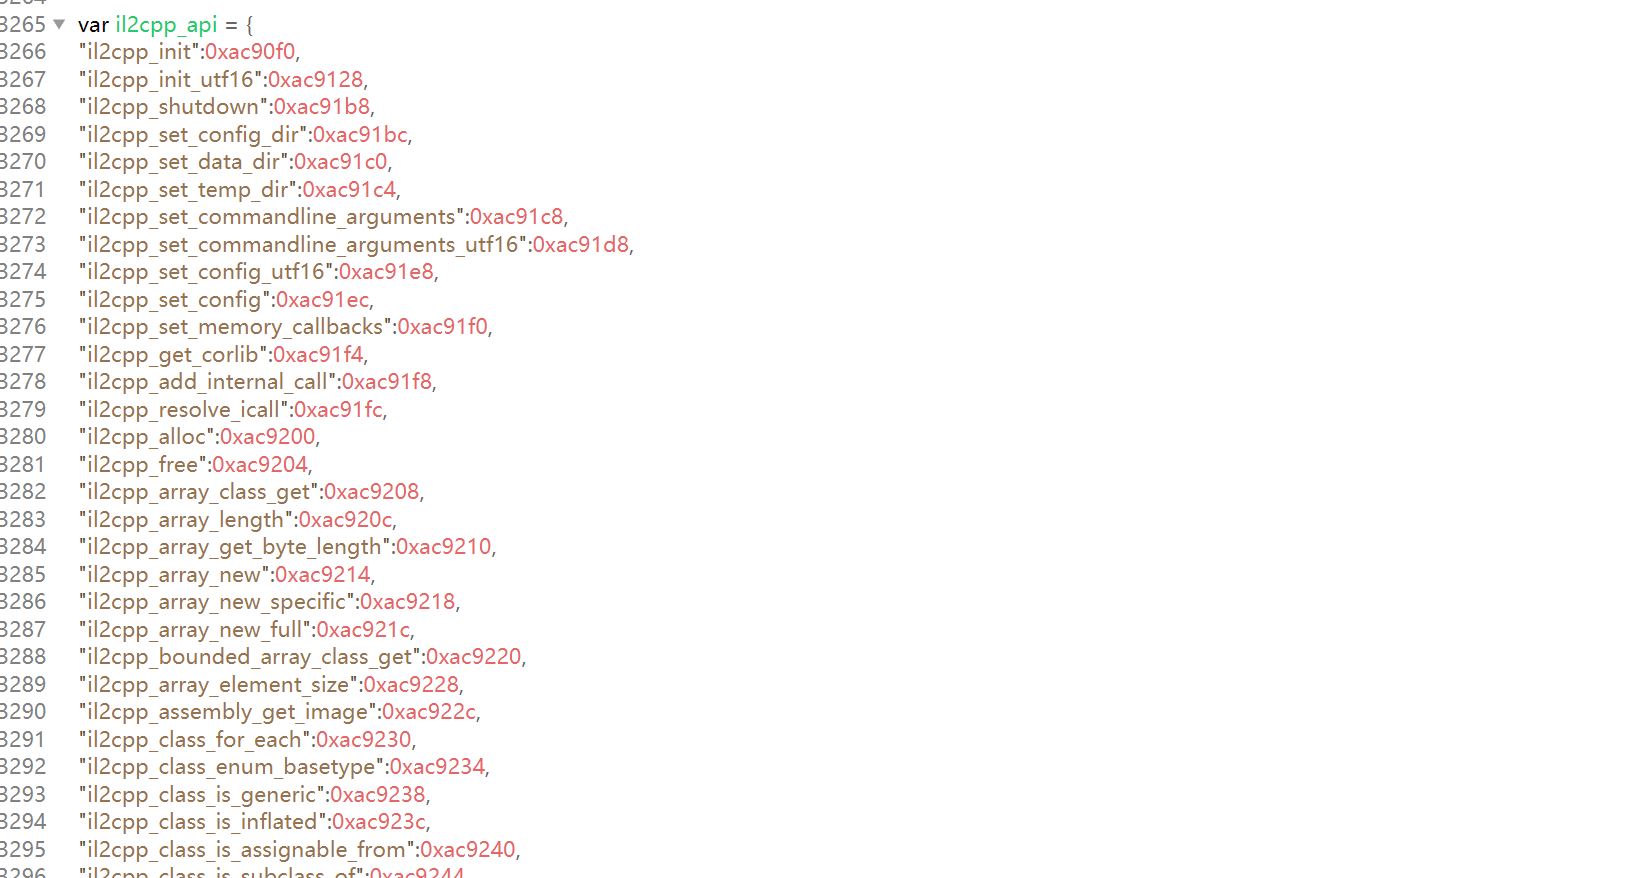 3265 ▼ var il2cpp_api = {
3266 "il2cpp_init":0xac90f0,
3267 "il2cpp_init_utf16":0xac9128,
3268 "il2cpp_shutdown":0xac91b8,
3269 "il2cpp_set_config_dir":0xac91bc,
3270 "il2cpp_set_data_dir":0xac91c0,
3271 "il2cpp_set_temp_dir":0xac91c4,
3272 "il2cpp_set_commandline_arguments":0xac91c8,
3273 "il2cpp_set_commandline_arguments_utf16":0xac91d8,
3274 "il2cpp_set_config_utf16":0xac91e8,
3275 "il2cpp_set_config":0xac91ec,
3276 "il2cpp_set_memory_callbacks":0xac91f0,
3277 "il2cpp_get_corlib":0xac91f4,
3278 "il2cpp_add_internal_call":0xac91f8,
3279 "il2cpp_resolve_icall":0xac91fc,
3280 "il2cpp_alloc":0xac9200,
3281 "il2cpp_free":0xac9204,
3282 "il2cpp_array_class_get":0xac9208,
3283 "il2cpp_array_length":0xac920c,
3284 "il2cpp_array_get_byte_length":0xac9210,
3285 "il2cpp_array_new":0xac9214,
3286 "il2cpp_array_new_specific":0xac9218,
3287 "il2cpp_array_new_full":0xac921c,
3288 "il2cpp_bounded_array_class_get":0xac9220,
3289 "il2cpp_array_element_size":0xac9228,
3290 "il2cpp_assembly_get_image":0xac922c,
3291 "il2cpp_class_for_each":0xac9230,
3292 "il2cpp_class_enum_basetype":0xac9234,
3293 "il2cpp_class_is_generic":0xac9238,
3294 "il2cpp_class_is_inflated":0xac923c,
3295 "il2cpp_class_is_assignable_from":0xac9240,
3296 "il2cpp_class_is_subclass_of":0xac9244